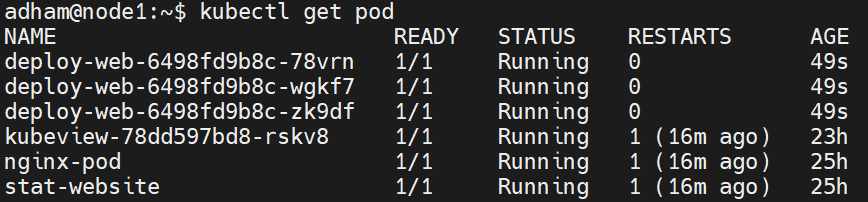 adham@node1:~$ kubectl get pod
NAME READY STATUS RESTARTS AGE
deploy-web-6498fd9b8c-78vrn 1/1 Running 0 49s
deploy-web-6498fd9b8c-wgkf7 1/1 Running 0 49s
deploy-web-6498fd9b8c-zk9df 1/1 Running 0 49s
kubeview-78dd597bd8-rskv8 1/1 Running 1 (16m ago) 23h
nginx-pod 1/1 Running 1 (16m ago) 25h
stat-website 1/1 Running 1 (16m ago) 25h